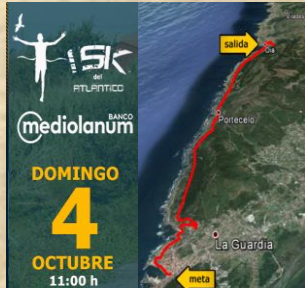 15K
del
ATLANTICO
BANCO
mediolanum
DOMINGO
4
OCTUBRE
11:00 h
salida
Oia
Portecelo
La Guardia
meta